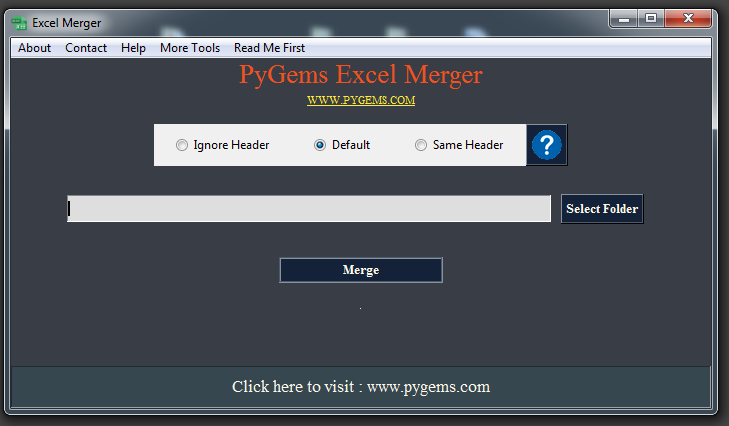 Excel Merger
About Contact Help More Tools Read Me First
PyGems Excel Merger
WWW.PYGEMS.COM
Ignore Header Default Same Header ?
Select Folder
Merge
.
Click here to visit : www.pygems.com